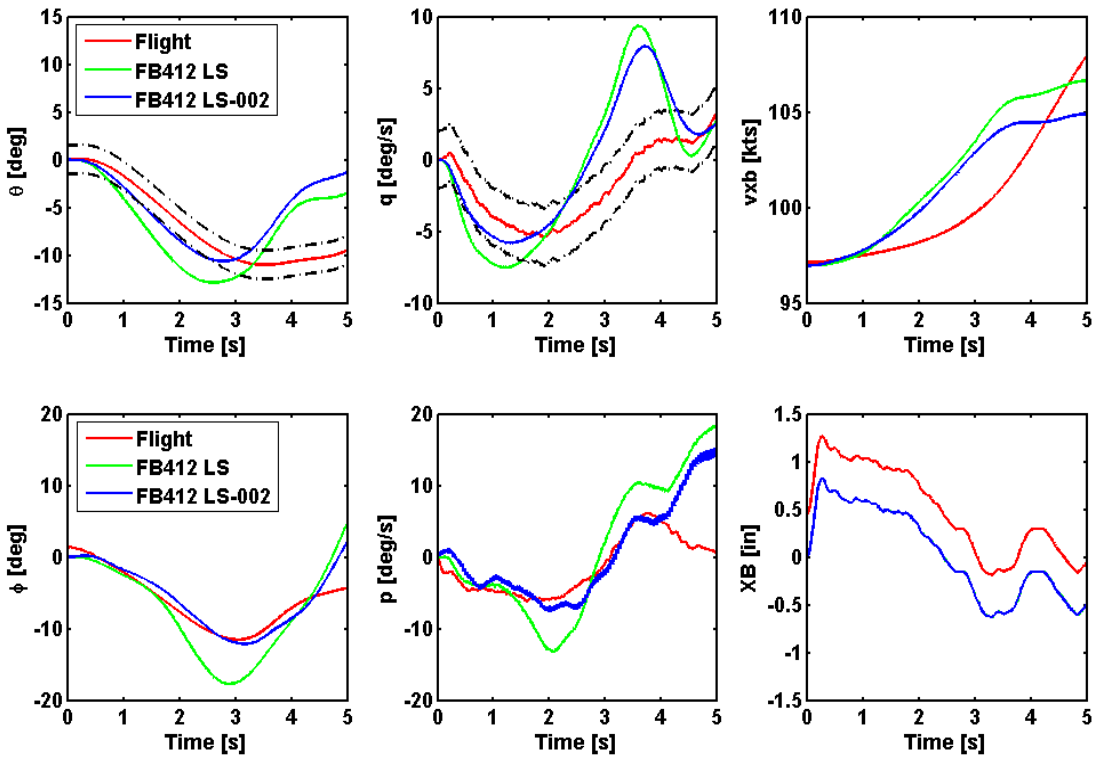 15
10
5
0
-5
-10
-15
θ [deg]
Flight
FB412 LS
FB412 LS-002
0 1 2 3 4 5
Time [s]
10
5
0
-5
-10
q [deg/s]
0 1 2 3 4 5
Time [s]
110
105
100
95
vxb [kts]
0 1 2 3 4 5
Time [s]
20
10
0
-10
-20
ϕ [deg]
Flight
FB412 LS
FB412 LS-002
0 1 2 3 4 5
Time [s]
20
10
0
-10
-20
p [deg/s]
0 1 2 3 4 5
Time [s]
1.5
1
0.5
0
-0.5
-1
-1.5
XB [in]
0 1 2 3 4 5
Time [s]